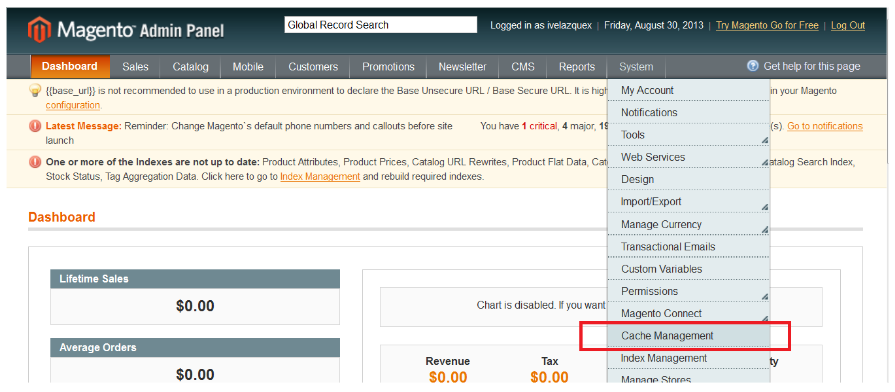 Magento Admin Panel
Global Record Search
Logged in as ivelazquex | Friday, August 30, 2013 | Try Magento Go for Free | Log Out
Dashboard Sales Catalog Mobile Customers Promotions Newsletter CMS Reports System Get help for this page
{{base_url}} is not recommended to use in a production environment to declare the Base Unsecure URL / Base Secure URL. It is high in your Magento
configuration.
Latest Message: Reminder: Change Magento`s default phone numbers and callouts before site You have 1 critical, 4 major, 19 (s). Go to notifications
launch
One or more of the Indexes are not up to date: Product Attributes, Product Prices, Catalog URL Rewrites, Product Flat Data, Cat atalog Search Index,
Stock Status, Tag Aggregation Data. Click here to go to Index Management and rebuild required indexes.
My Account
Notifications
Tools
Web Services
Design
Import/Export
Manage Currency
Transactional Emails
Custom Variables
Permissions
Magento Connect
Cache Management
Index Management
Manage Stores
Dashboard
Lifetime Sales
$0.00
Average Orders
$0.00
Chart is disabled. If you want
Revenue Tax ty
$0.00 $0.00